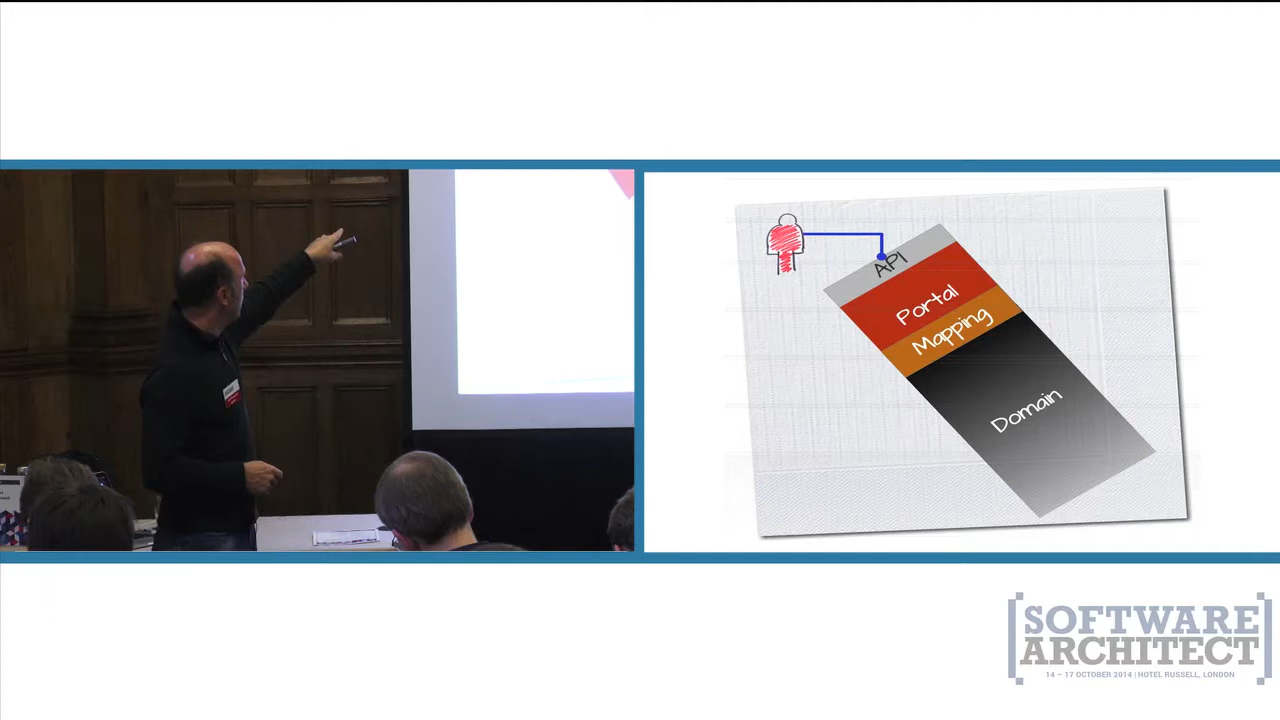 API
Portal
Mapping
Domain
SOFTWARE
ARCHITECT
14 – 17 OCTOBER 2014 | HOTEL RUSSELL, LONDON